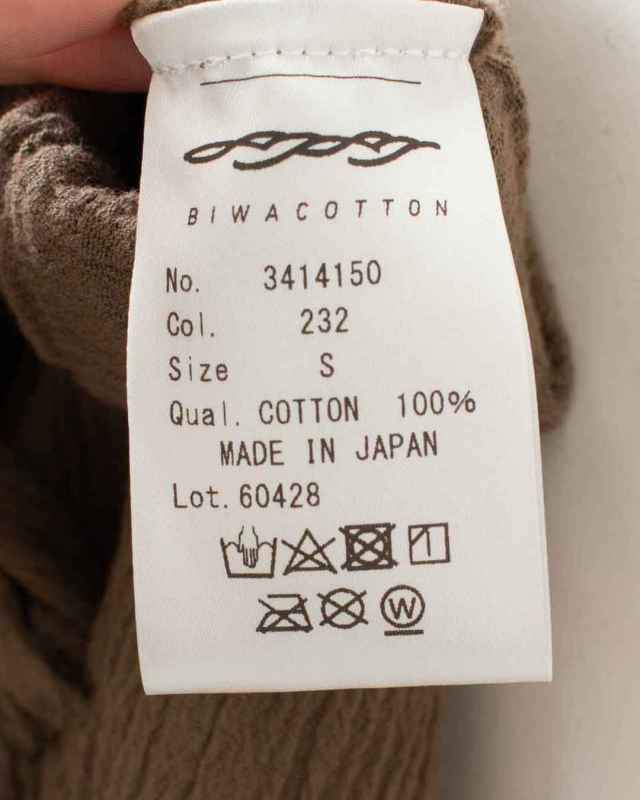 BIWACOTTON
No. 3414150
Col. 232
Size S
Qual. COTTON 100%
MADE IN JAPAN
Lot. 60428
W